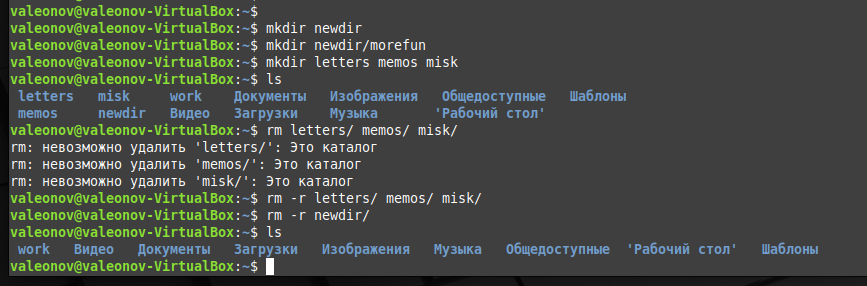 valeonov@valeonov-VirtualBox:~$
valeonov@valeonov-VirtualBox:~$ mkdir newdir
valeonov@valeonov-VirtualBox:~$ mkdir newdir/morefun
valeonov@valeonov-VirtualBox:~$ mkdir letters memos misk
valeonov@valeonov-VirtualBox:~$ ls
letters misk work Документы Изображения Общедоступные Шаблоны
memos newdir Видео Загрузки Музыка 'Рабочий стол'
valeonov@valeonov-VirtualBox:~$ rm letters/ memos/ misk/
rm: невозможно удалить 'letters/': Это каталог
rm: невозможно удалить 'memos/': Это каталог
rm: невозможно удалить 'misk/': Это каталог
valeonov@valeonov-VirtualBox:~$ rm -r letters/ memos/ misk/
valeonov@valeonov-VirtualBox:~$ rm -r newdir/
valeonov@valeonov-VirtualBox:~$ ls
work Видео Документы Загрузки Изображения Музыка Общедоступные 'Рабочий стол' Шаблоны
valeonov@valeonov-VirtualBox:~$